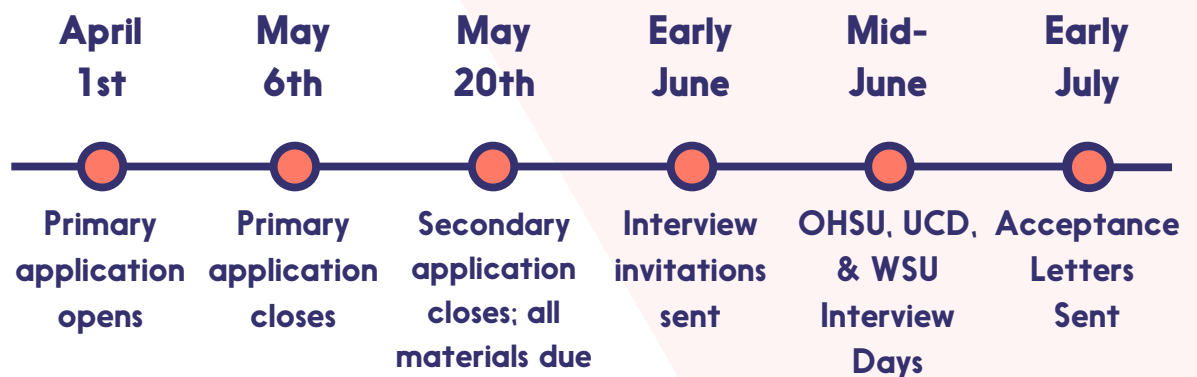 April
1st
May
6th
May
20th
Early
June
Mid-
June
Early
July
Primary
application
opens
Primary
application
closes
Secondary
application
closes; all
materials due
Interview
invitations
sent
OHSU, UCD,
& WSU
Interview
Days
Acceptance
Letters
Sent